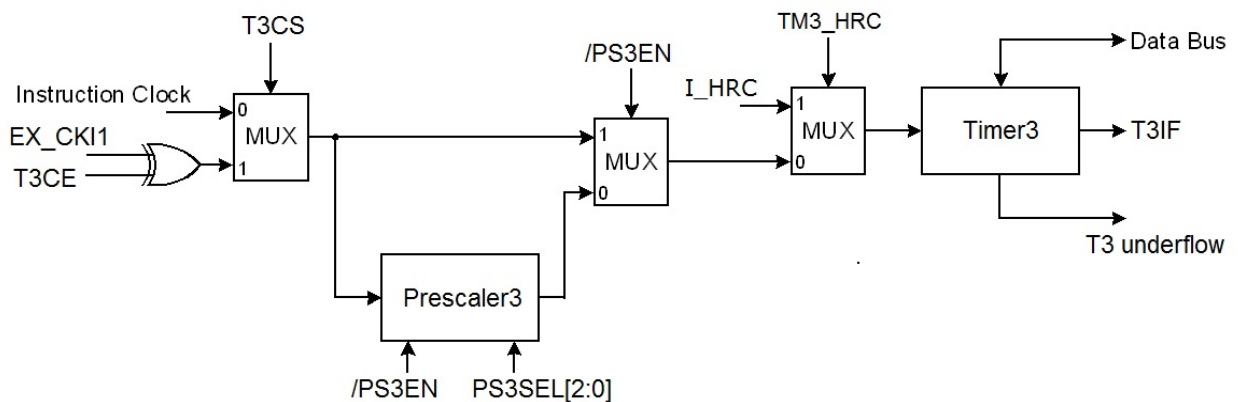 T3CS
TM3_HRC
/PS3EN
Data Bus
Instruction Clock
0
I_HRC
1
MUX
EX_CKI1
1
MUX
Timer3
T3IF
T3CE
1
MUX
0
0
T3 underflow
Prescaler3
/PS3EN
PS3SEL[2:0]